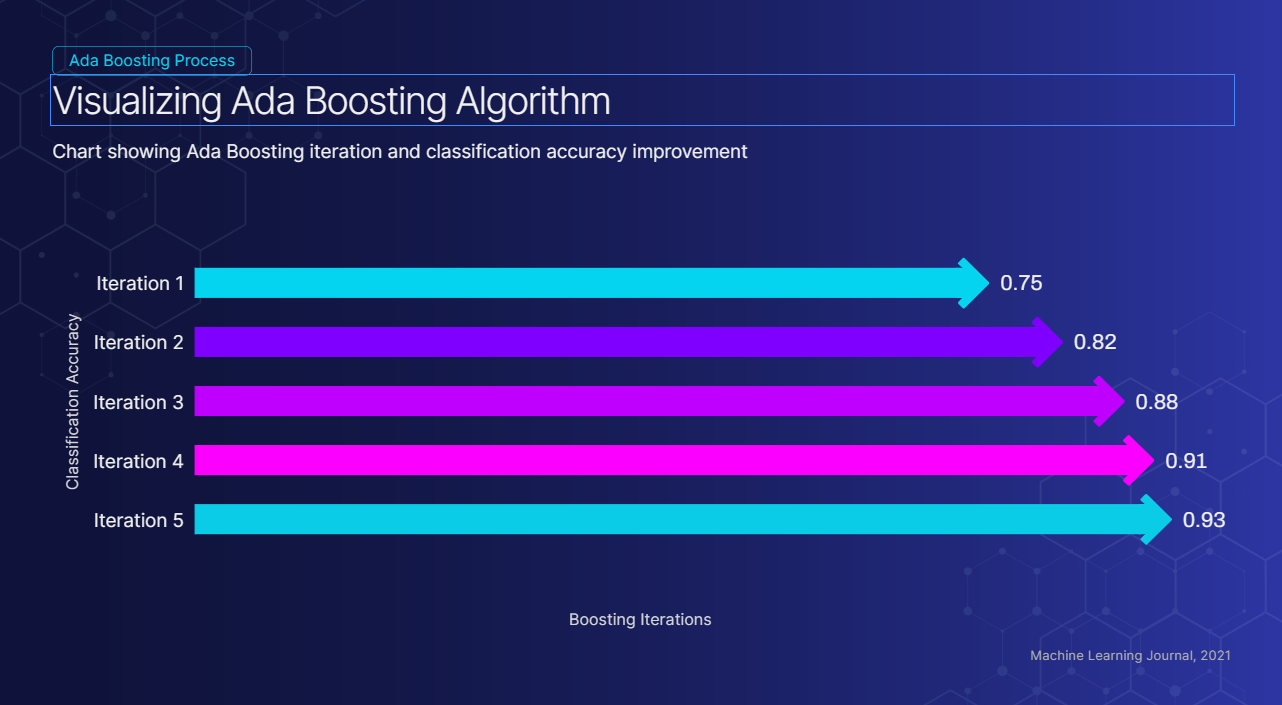 Ada Boosting Process
Visualizing Ada Boosting Algorithm
Chart showing Ada Boosting iteration and classification accuracy improvement
Classification Accuracy
Iteration 1 0.75
Iteration 2 0.82
Iteration 3 0.88
Iteration 4 0.91
Iteration 5 0.93
Boosting Iterations
Machine Learning Journal, 2021